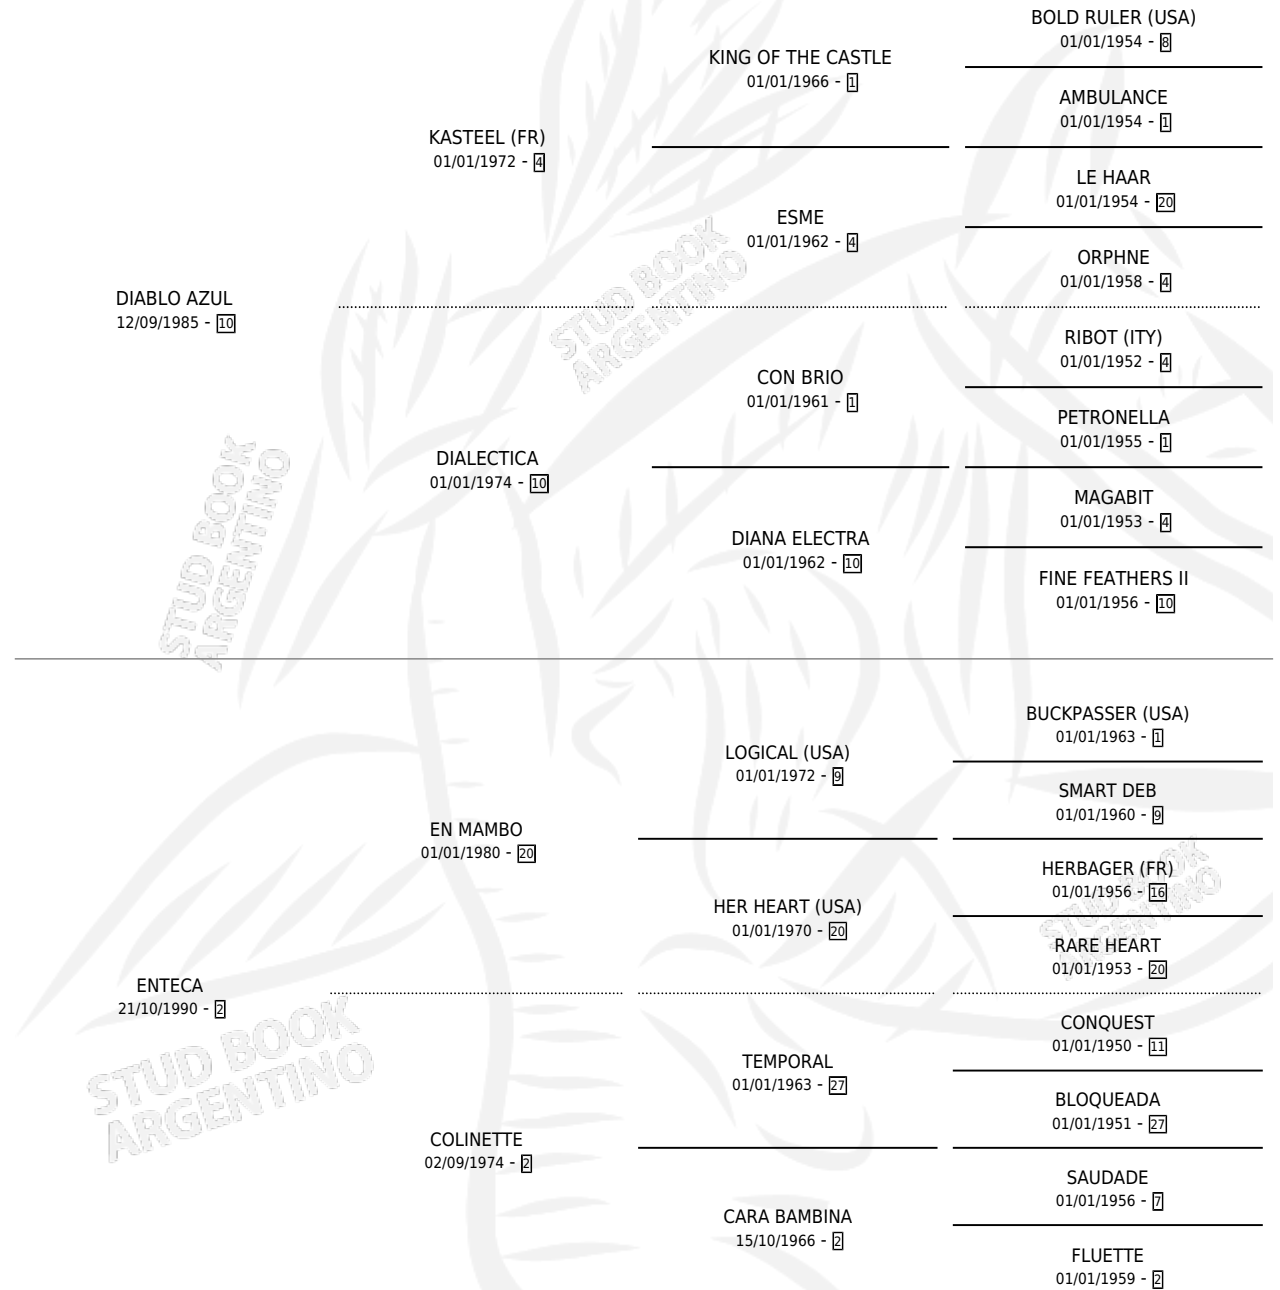 BOLD RULER (USA)
01/01/1954 - 8
KING OF THE CASTLE
01/01/1966 - 1
AMBULANCE
01/01/1954 - 1
KASTEEL (FR)
01/01/1972 - 4
LE HAAR
01/01/1954 - 20
ESME
01/01/1962 - 4
ORPHNE
01/01/1958 - 4
DIABLO AZUL
12/09/1985 - 10
STUD BOOK
ARGENTINO
RIBOT (ITY)
01/01/1952 - 4
CON BRIO
01/01/1961 - 1
PETRONELLA
01/01/1955 - 1
DIALECTICA
01/01/1974 - 10
MAGABIT
01/01/1953 - 4
DIANA ELECTRA
01/01/1962 - 10
FINE FEATHERS II
01/01/1956 - 10
STUD BOOK
ARGENTINO
BUCKPASSER (USA)
01/01/1963 - 1
LOGICAL (USA)
01/01/1972 - 9
SMART DEB
01/01/1960 - 9
EN MAMBO
01/01/1980 - 20
HERBAGER (FR)
01/01/1956 - 16
HER HEART (USA)
01/01/1970 - 20
RARE HEART
01/01/1953 - 20
STUD BOOK
ARGENTINO
ENTECA
21/10/1990 - 2
STUD BOOK
ARGENTINO
CONQUEST
01/01/1950 - 11
TEMPORAL
01/01/1963 - 27
BLOQUEADA
01/01/1951 - 27
COLINETTE
02/09/1974 - 2
SAUDADE
01/01/1956 - 7
CARA BAMBINA
15/10/1966 - 2
FLUETTE
01/01/1959 - 2